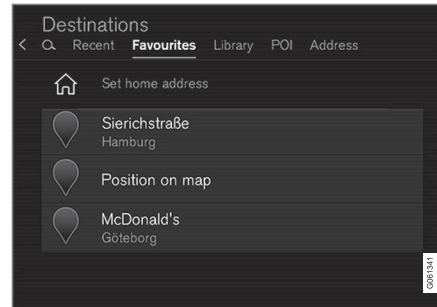 Destinations
Recent Favourites Library POI Address
Set home address
Sierichstraße
Hamburg
Position on map
McDonald's
Göteborg
G061341